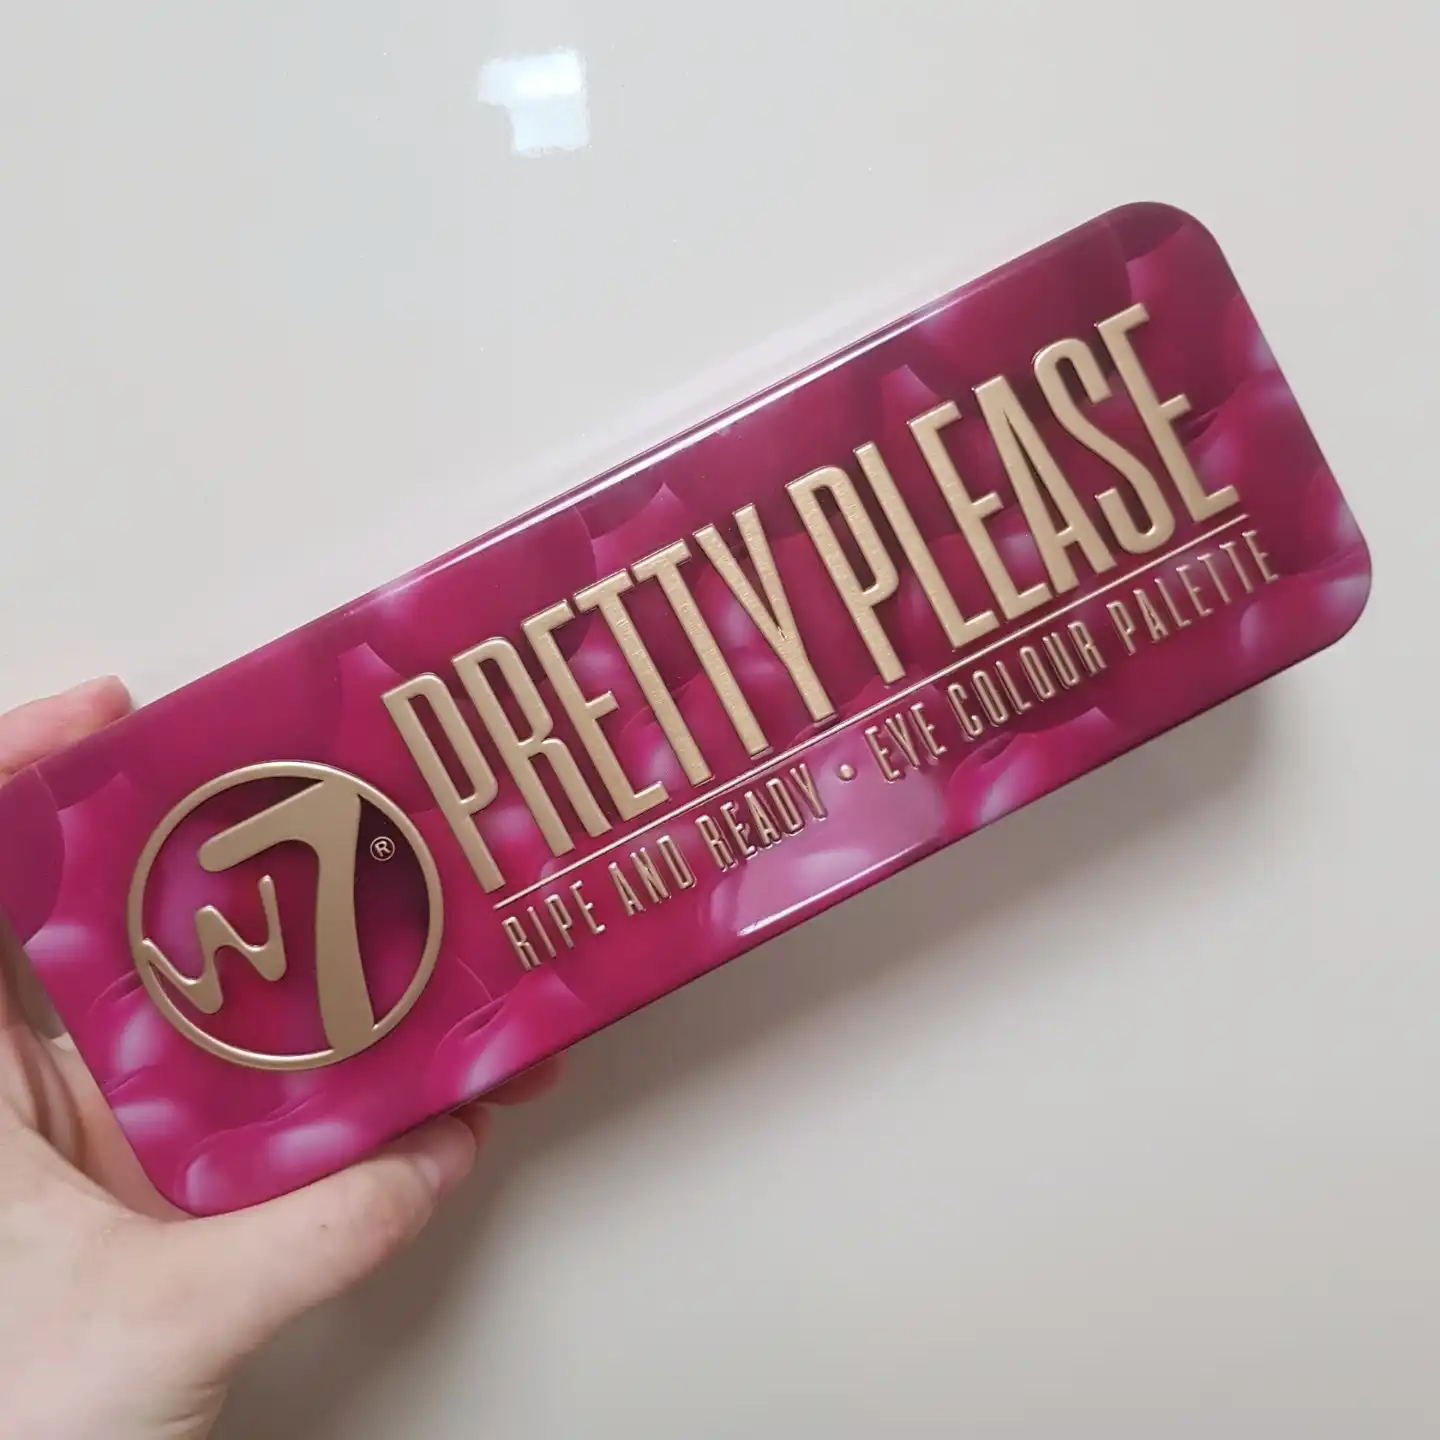 W7®
PRETTY PLEASE
RIPE AND READY • EYE COLOUR PALETTE